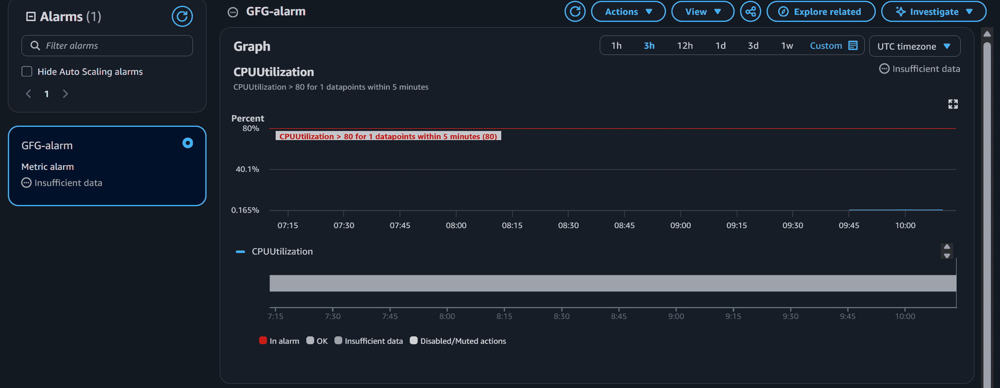 Alarms (1)
Filter alarms
Hide Auto Scaling alarms
1
GFG-alarm
Metric alarm
Insufficient data
GFG-alarm
Actions
View
Explore related
Investigate
Graph
1h 3h 12h 1d 3d 1w Custom
UTC timezone
CPUUtilization
Insufficient data
CPUUtilization > 80 for 1 datapoints within 5 minutes
Percent
80%
CPUUtilization > 80 for 1 datapoints within 5 minutes (80)
40.1%
0.165%
07:15 07:30 07:45 08:00 08:15 08:30 08:45 09:00 09:15 09:30 09:45 10:00
CPUUtilization
7:15 7:30 7:45 8:00 8:15 8:30 8:45 9:00 9:15 9:30 9:45 10:00
In alarm OK Insufficient data Disabled/Muted actions